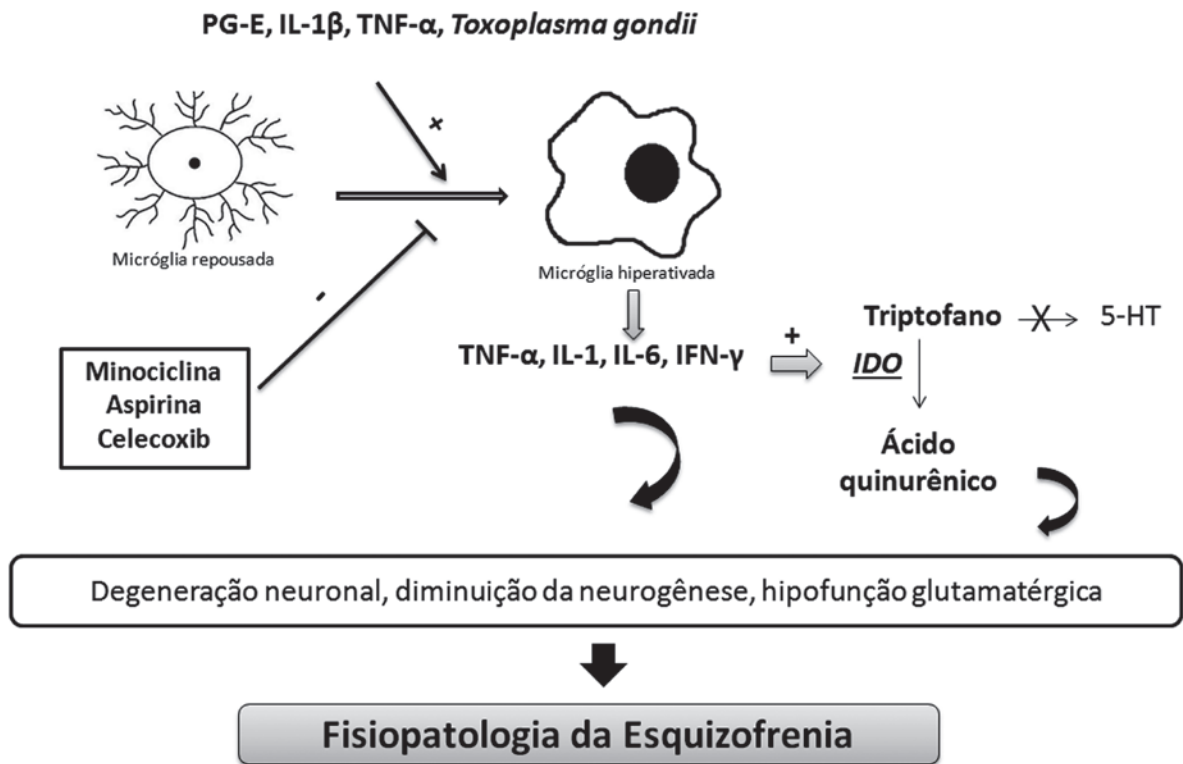 PG-E, IL-1β, TNF-α, Toxoplasma gondii
+
Micróglia repousada
Micróglia hiperativada
-
Minociclina
Aspirina
Celecoxib
TNF-α, IL-1, IL-6, IFN-γ
+
Triptofano
X
5-HT
IDO
Ácido
quinurênico
Degeneração neuronal, diminuição da neurogênese, hipofunção glutamatérgica
Fisiopatologia da Esquizofrenia